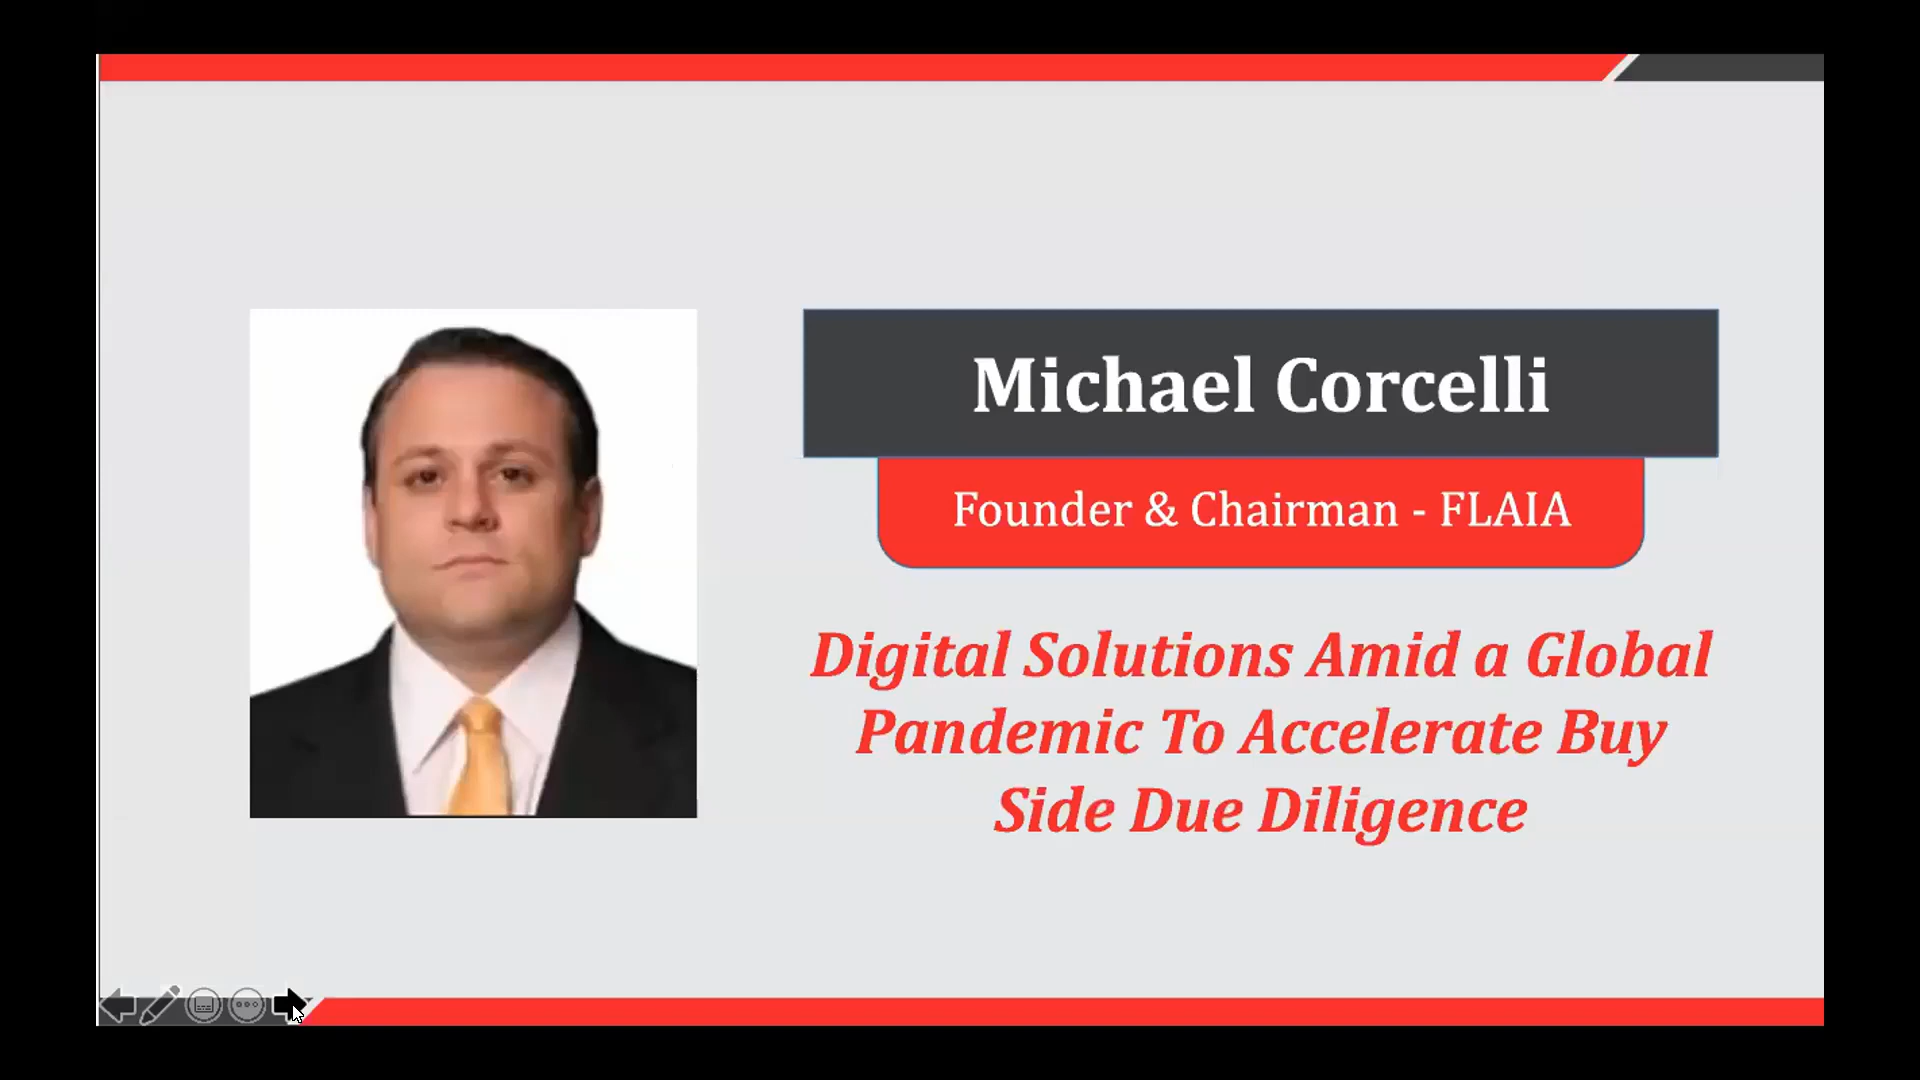 Michael Corcelli
Founder & Chairman - FLAIA
Digital Solutions Amid a Global
Pandemic To Accelerate Buy
Side Due Diligence